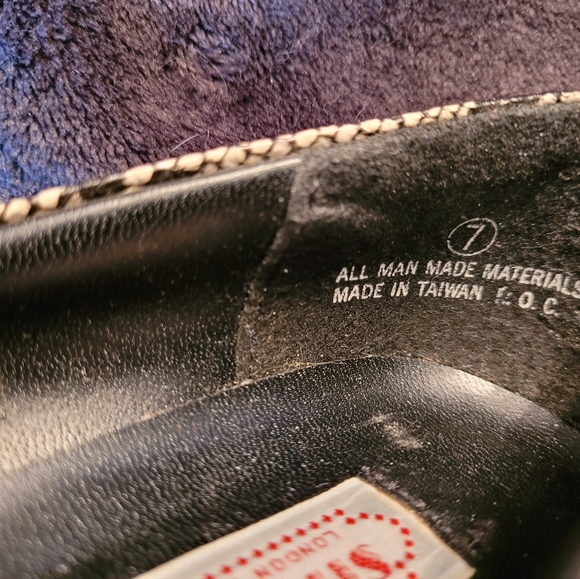 7
ALL MAN MADE MATERIALS
MADE IN TAIWAN R.O.C.
LONDON